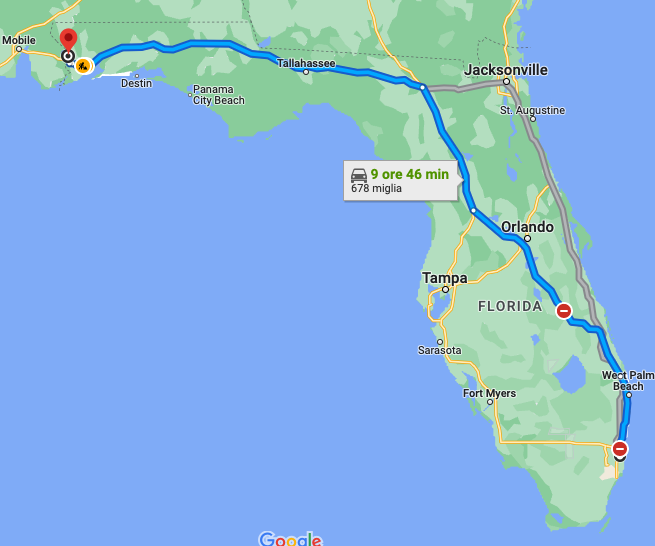 Mobile
Tallahassee
Jacksonville
Destin
Panama
City Beach
St. Augustine
9 ore 46 min
678 miglia
Orlando
Tampa
FLORIDA
Sarasota
West Palm
Beach
Fort Myers
Google